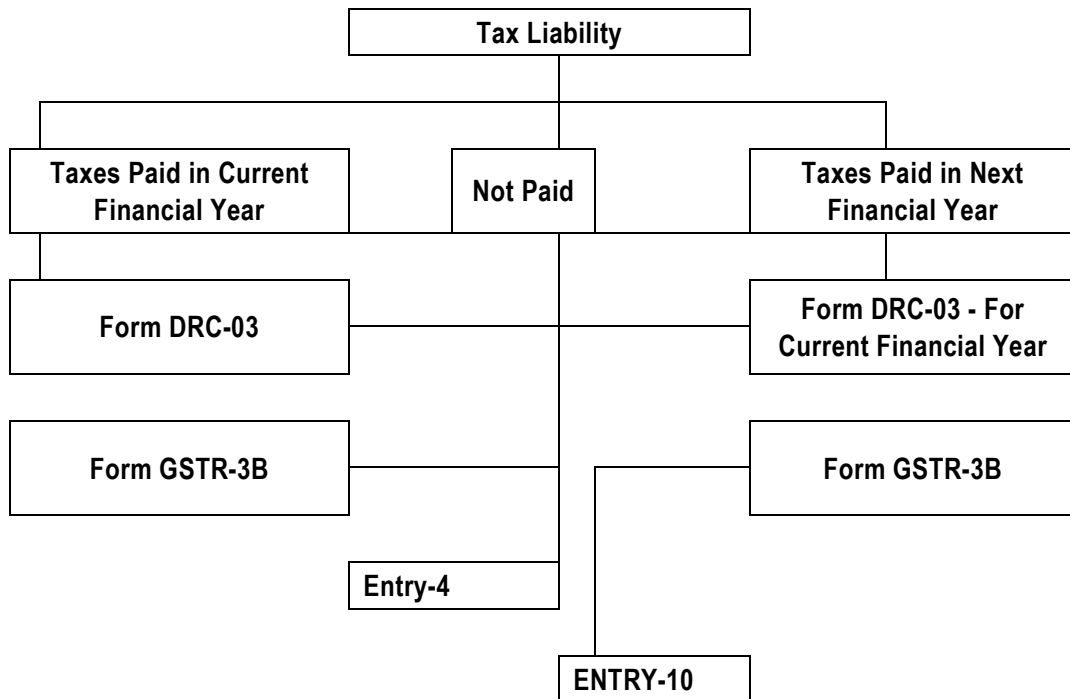 Tax Liability
Taxes Paid in Current
Financial Year
Not Paid
Taxes Paid in Next
Financial Year
Form DRC-03
Form DRC-03 - For
Current Financial Year
Form GSTR-3B
Form GSTR-3B
Entry-4
ENTRY-10